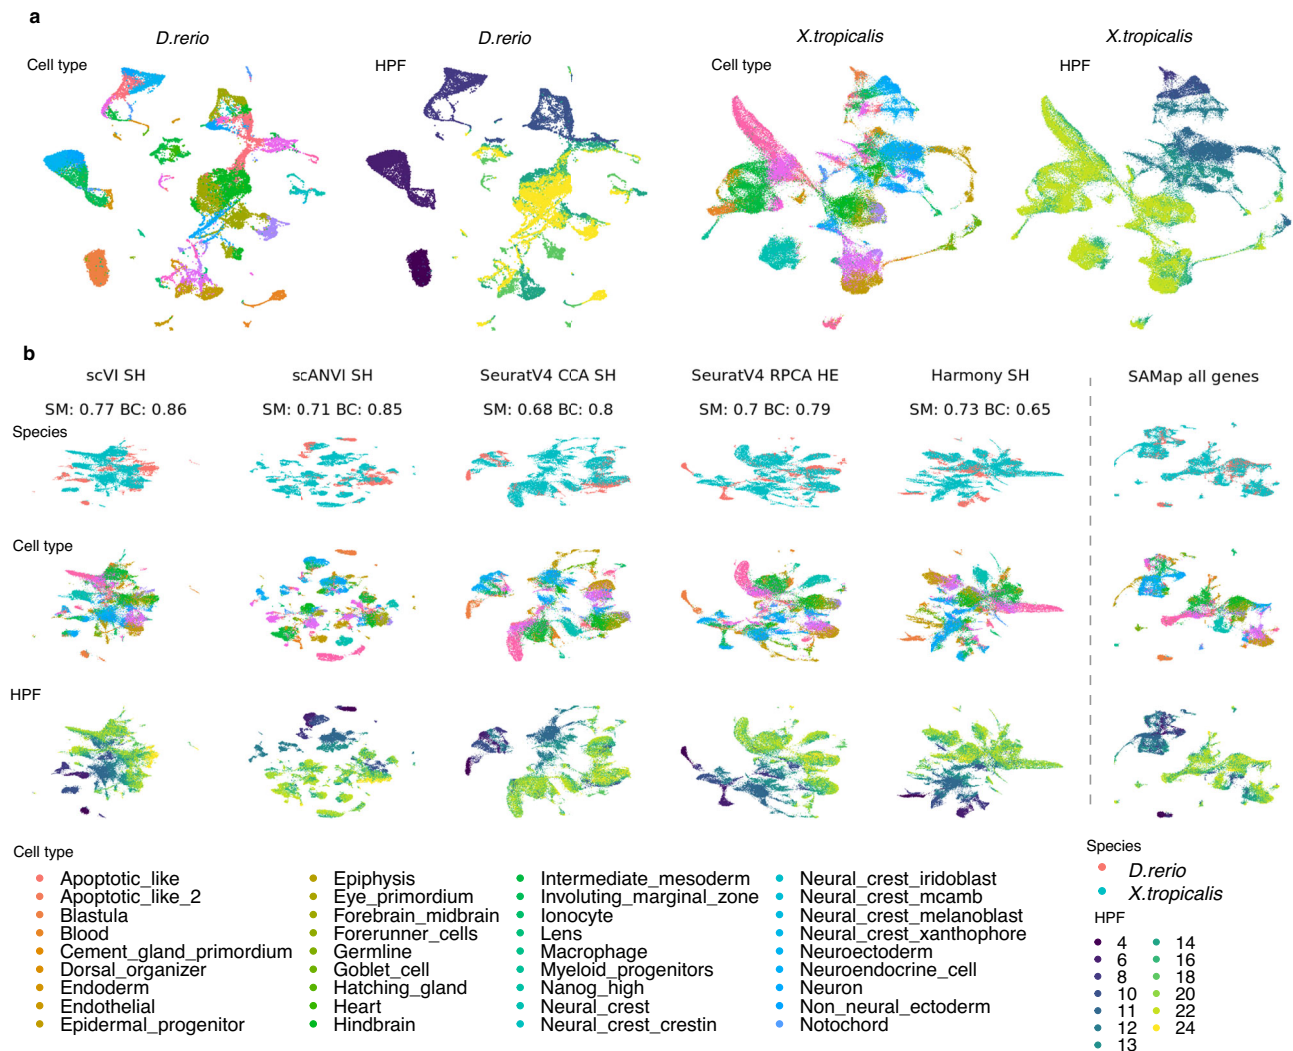 a
D.rerio
D.rerio
X.tropicalis
X.tropicalis
Cell type
HPF
Cell type
HPF
b
scVI SH
scANVI SH
SeuratV4 CCA SH
SeuratV4 RPCA HE
Harmony SH
SAMap all genes
SM: 0.77 BC: 0.86
SM: 0.71 BC: 0.85
SM: 0.68 BC: 0.8
SM: 0.7 BC: 0.79
SM: 0.73 BC: 0.65
Species
Cell type
HPF
Cell type
Apoptotic_like
Apoptotic_like_2
Blastula
Blood
Cement_gland_primordium
Dorsal_organizer
Endoderm
Endothelial
Epidermal_progenitor
Epiphysis
Eye_primordium
Forebrain_midbrain
Forerunner_cells
Germline
Goblet_cell
Hatching_gland
Heart
Hindbrain
Intermediate_mesoderm
Involuting_marginal_zone
Ionocyte
Lens
Macrophage
Myeloid_progenitors
Nanog_high
Neural_crest
Neural_crest_crestin
Neural_crest_iridoblast
Neural_crest_mcamb
Neural_crest_melanoblast
Neural_crest_xanthophore
Neuroectoderm
Neuroendocrine_cell
Neuron
Non_neural_ectoderm
Notochord
Species
D.rerio
X.tropicalis
HPF
4
6
8
10
11
12
13
14
16
18
20
22
24